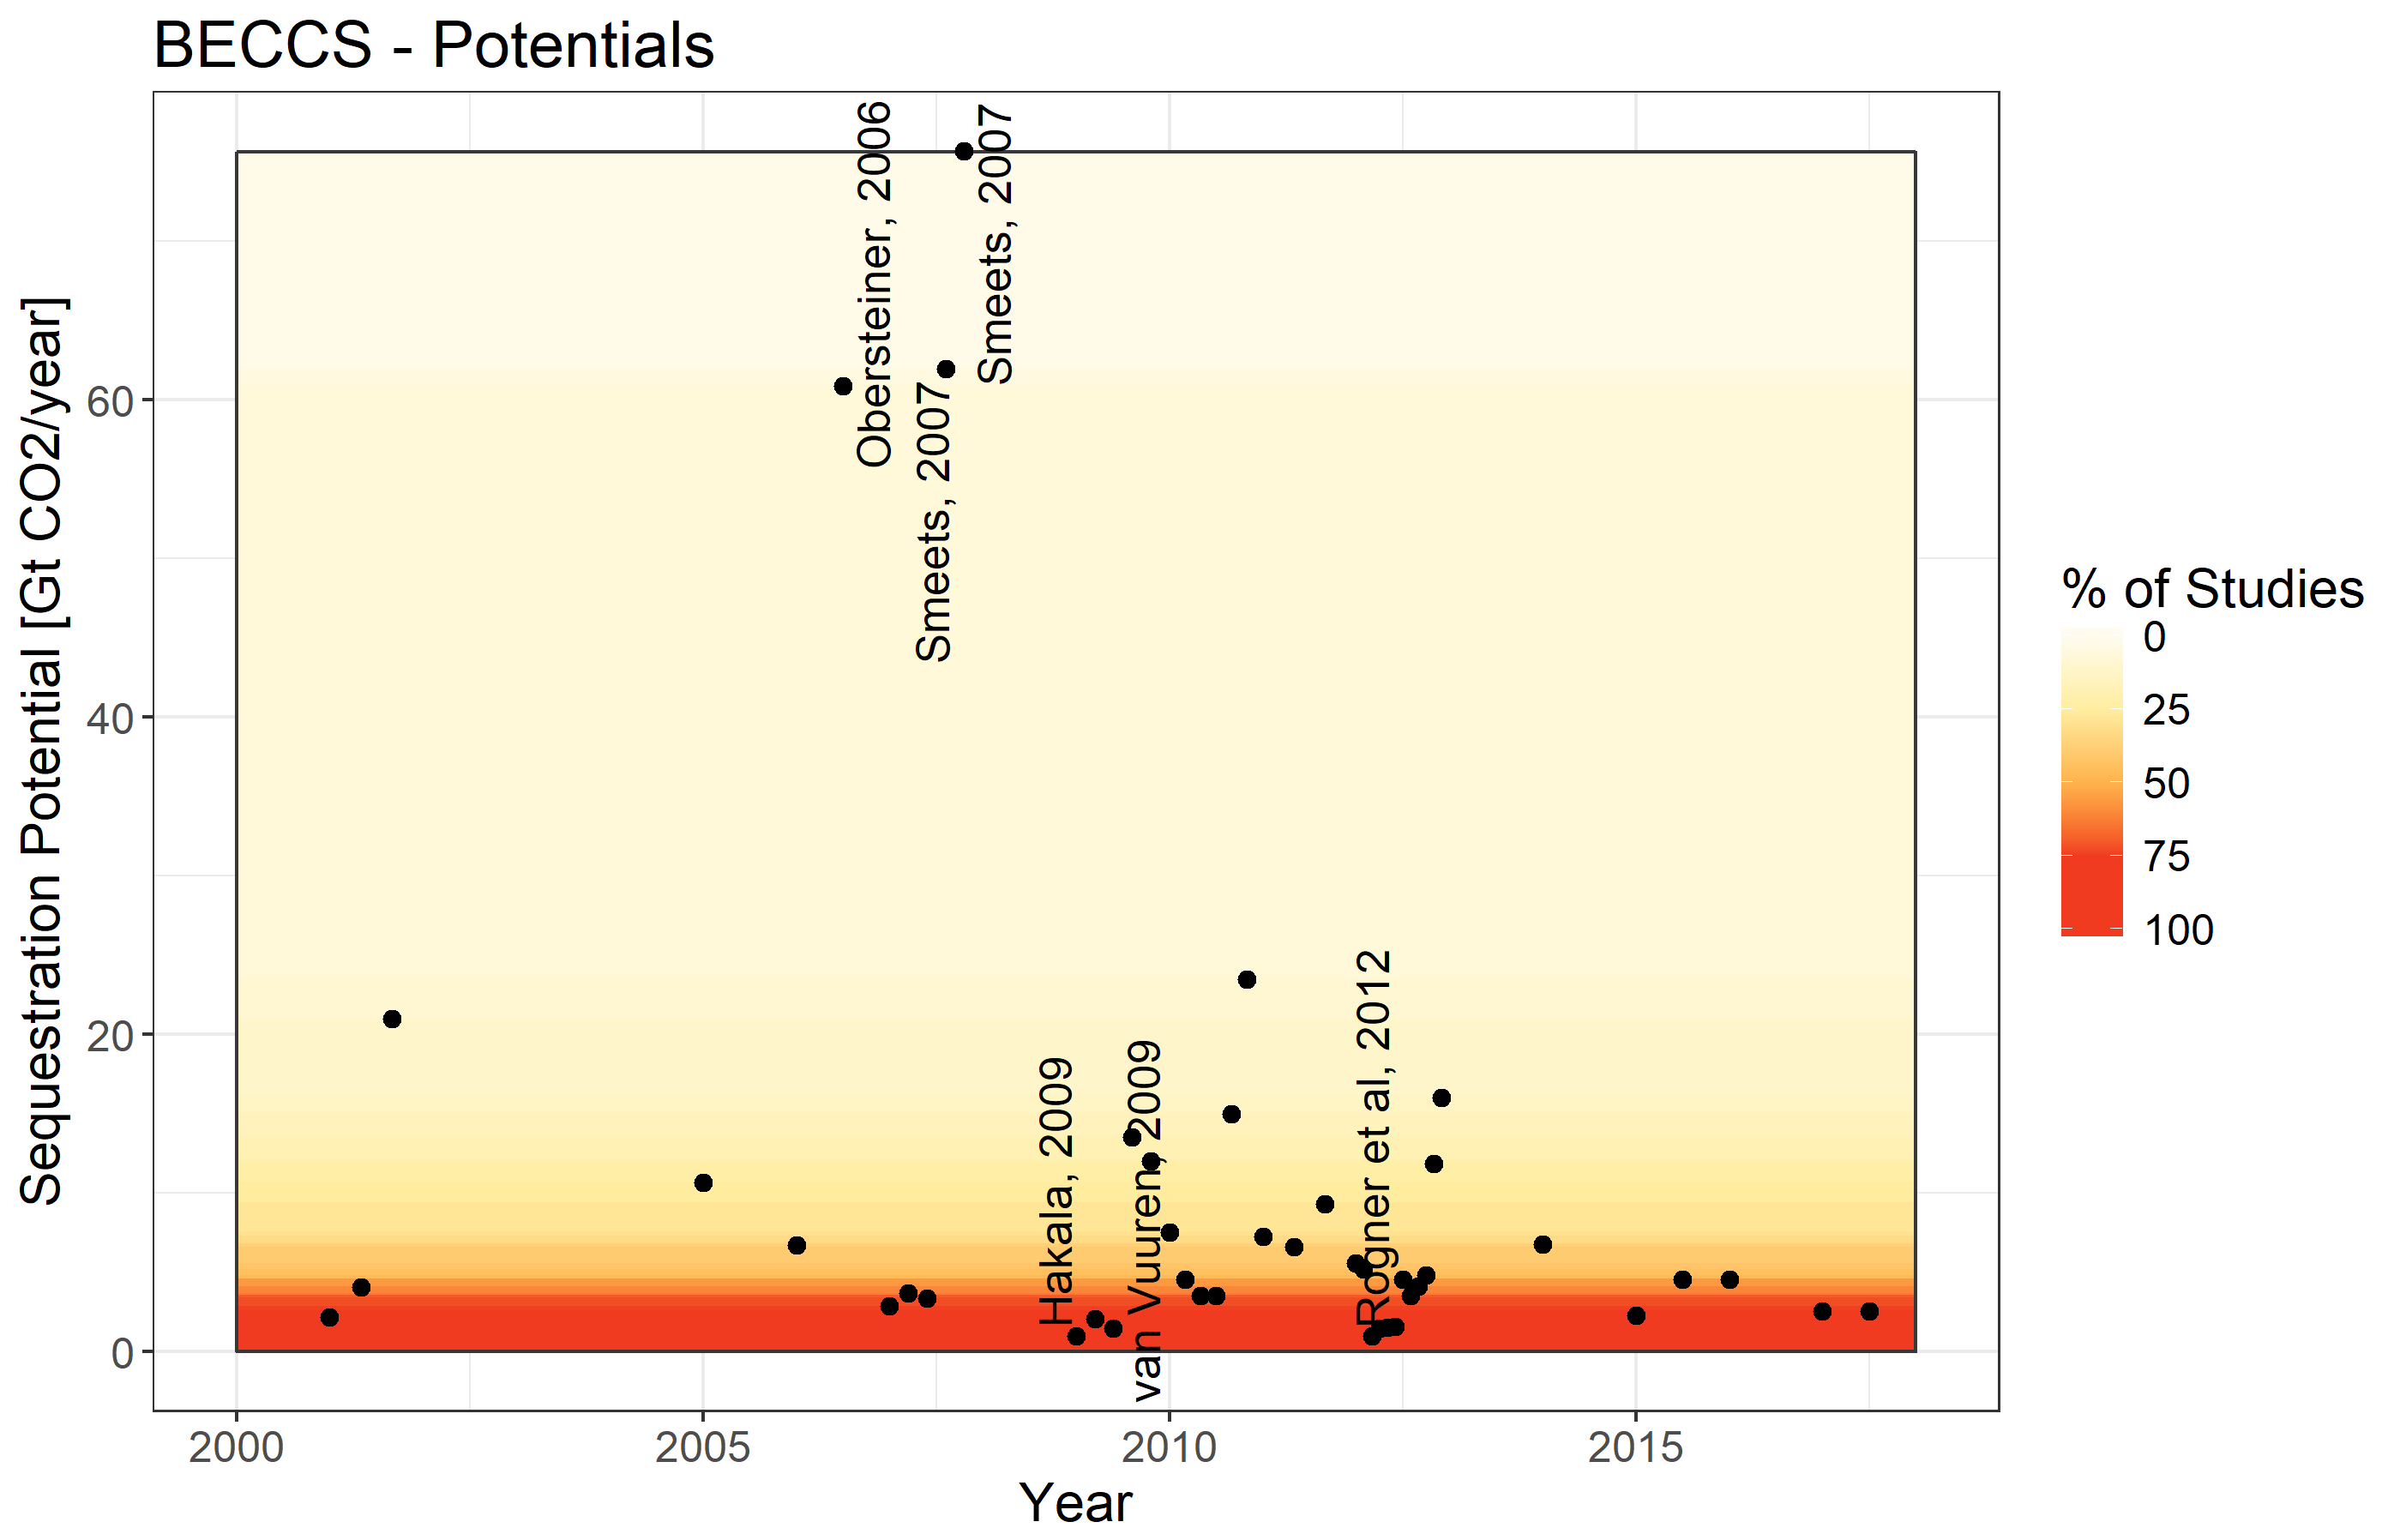 BECCS - Potentials
Sequestration Potential [Gt CO2/year]
60
40
20
0
Obersteiner, 2006
Smeets, 2007
Smeets, 2007
Hakala, 2009
van Vuuren, 2009
Rogner et al, 2012
2000
2005
2010
2015
Year
% of Studies
0
25
50
75
100